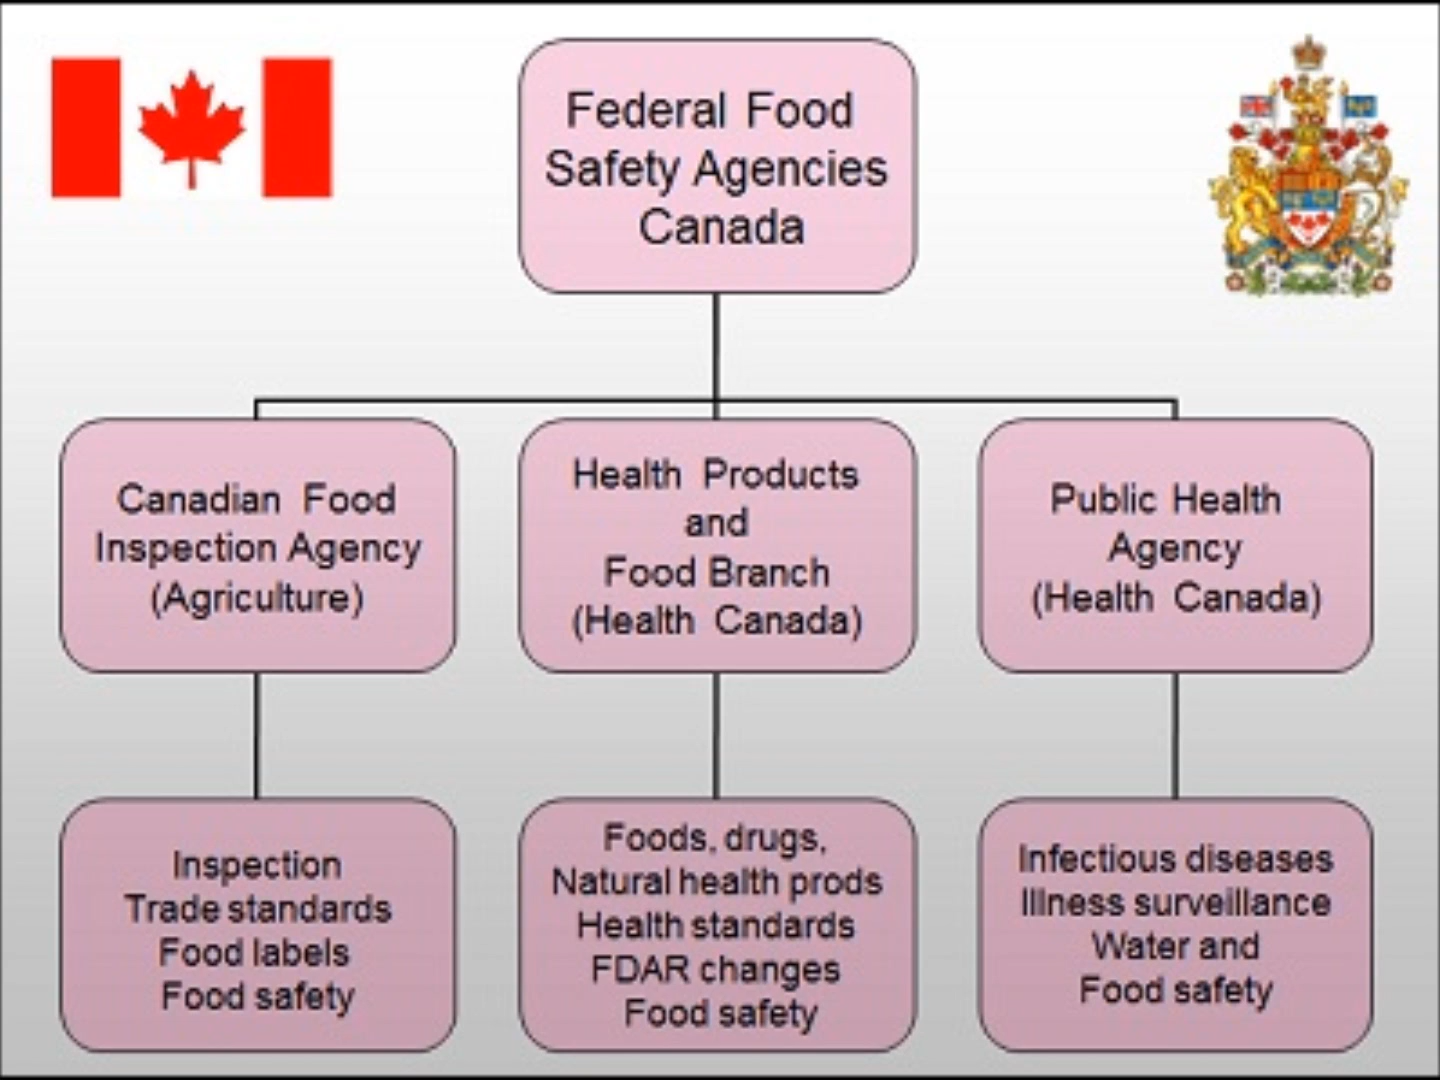 Federal Food
Safety Agencies
Canada
Canadian Food
Inspection Agency
(Agriculture)
Health Products
and
Food Branch
(Health Canada)
Public Health
Agency
(Health Canada)
Inspection
Trade standards
Food labels
Food safety
Foods, drugs,
Natural health prods
Health standards
FDAR changes
Food safety
Infectious diseases
Illness surveillance
Water and
Food safety